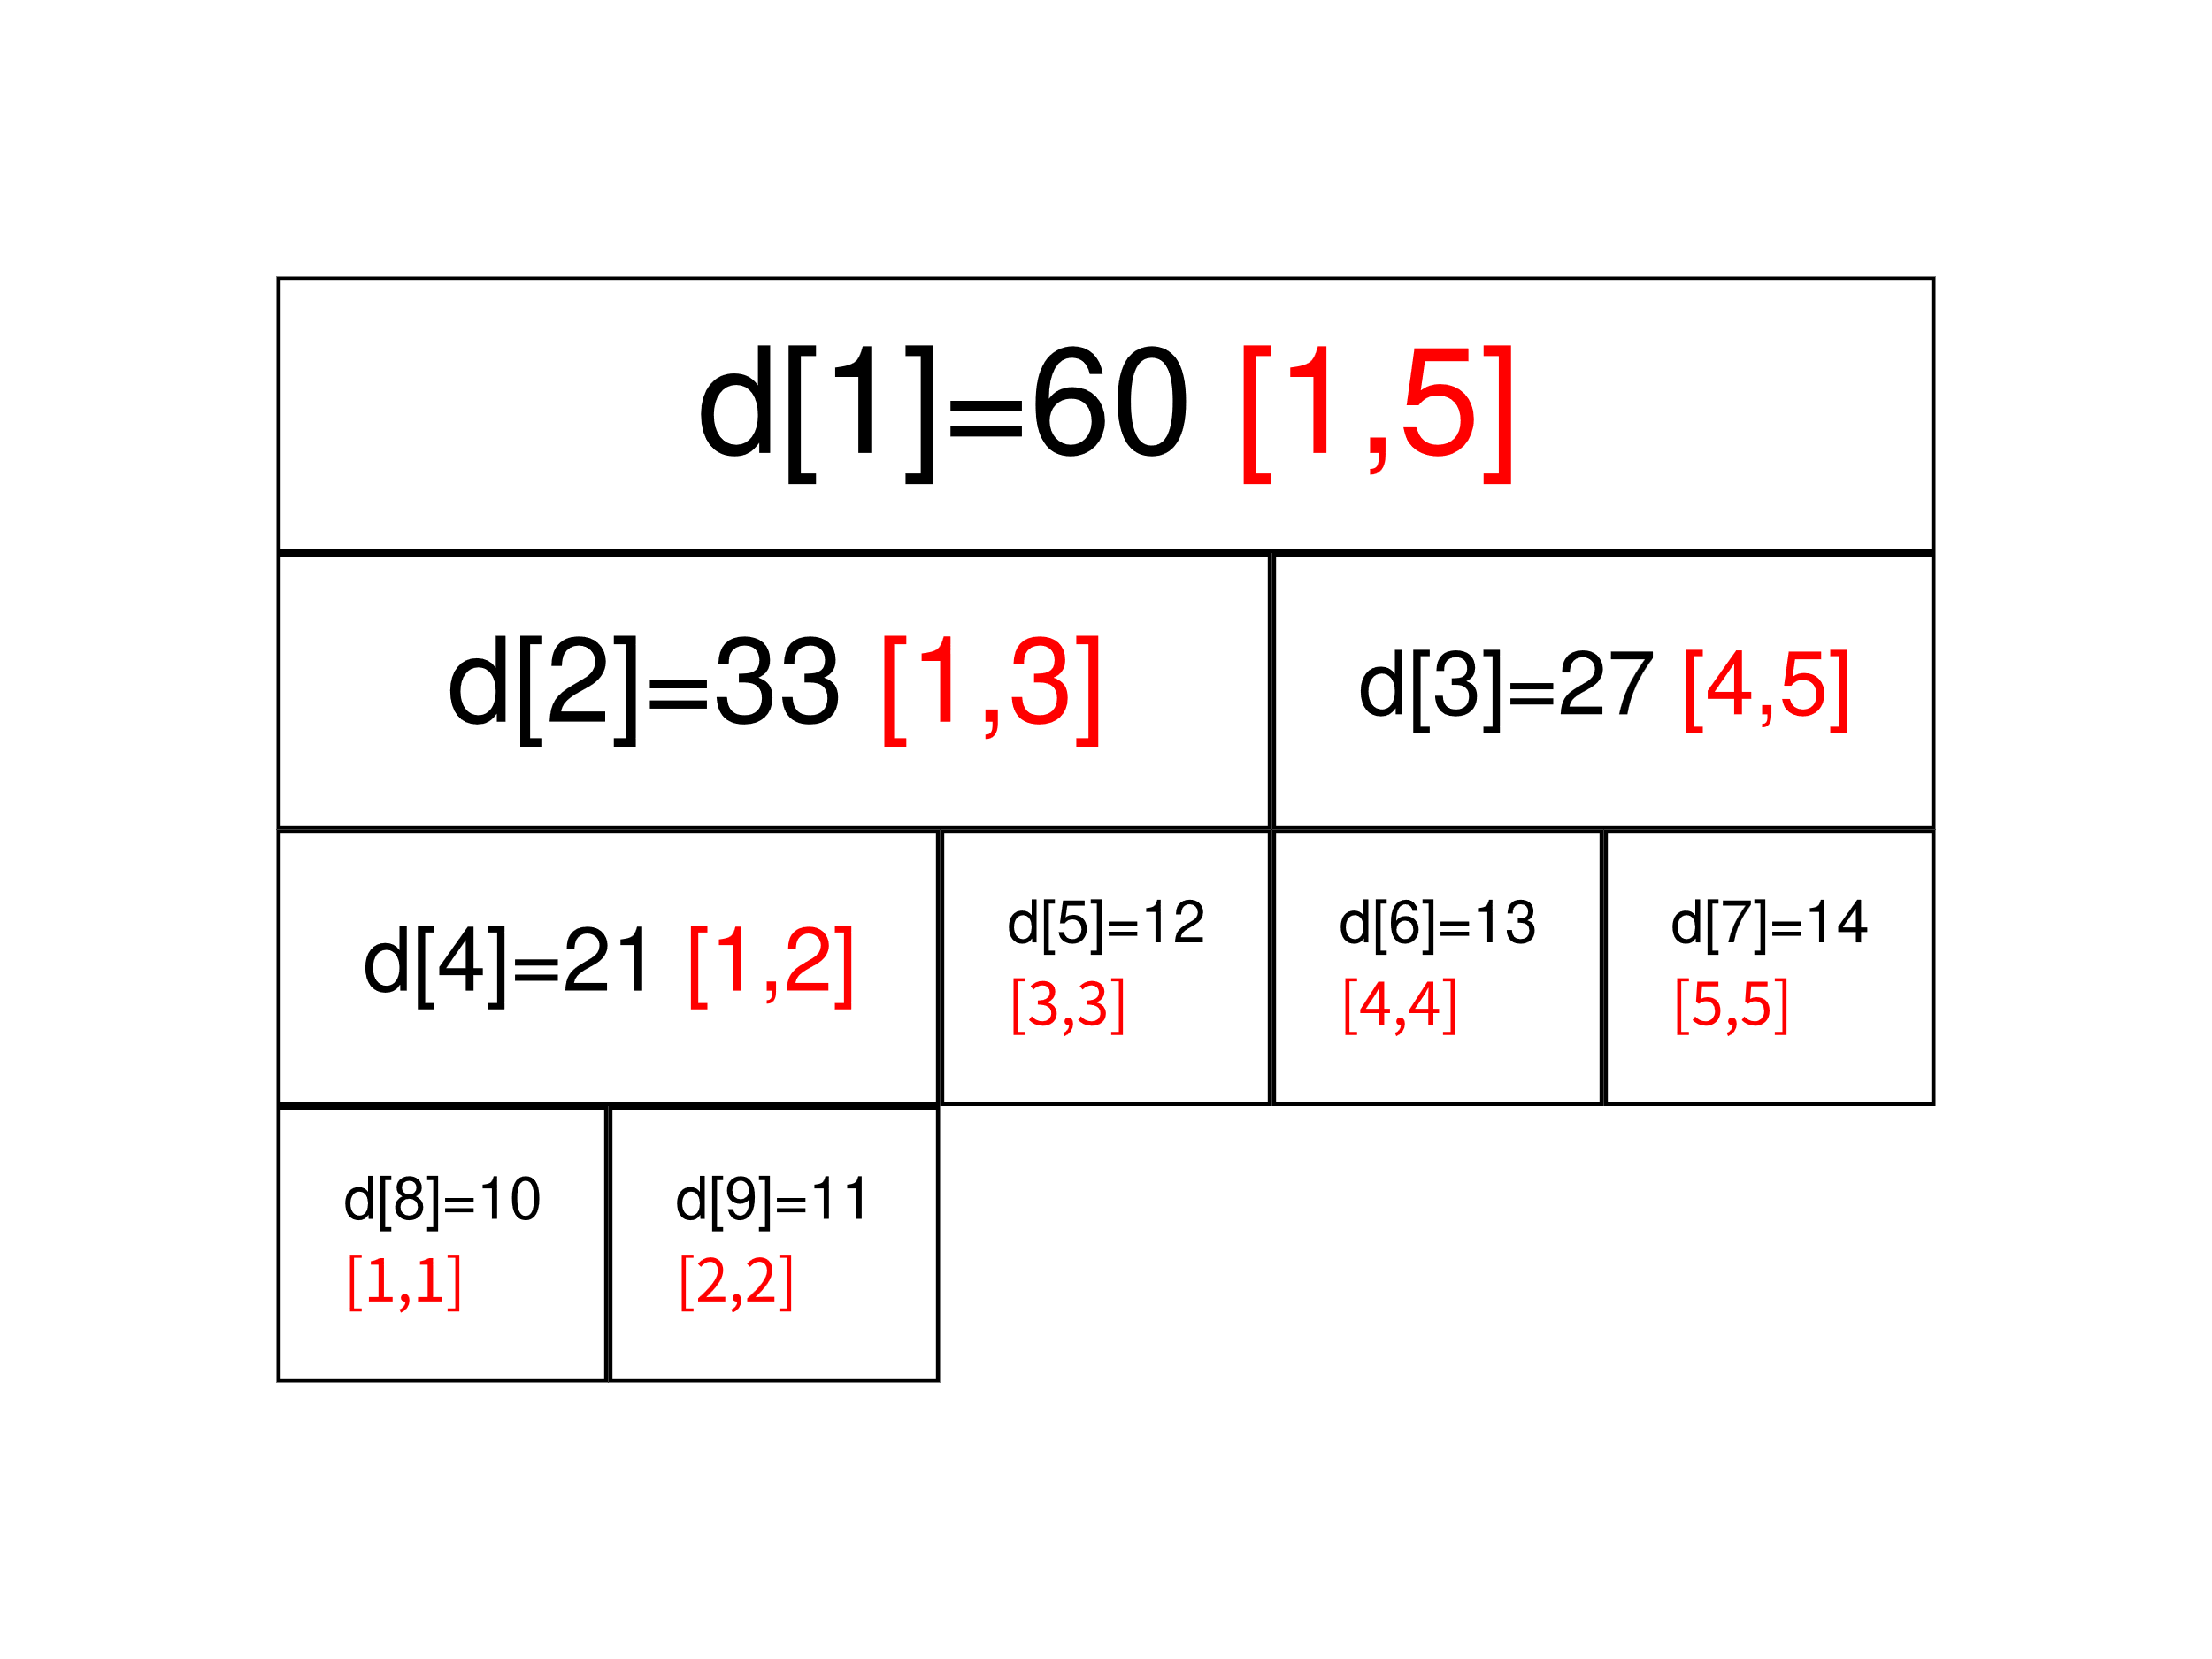 d[1]=60 [1,5]
d[2]=33 [1,3]
d[3]=27 [4,5]
d[4]=21 [1,2]
d[5]=12
[3,3]
d[6]=13
[4,4]
d[7]=14
[5,5]
d[8]=10
[1,1]
d[9]=11
[2,2]